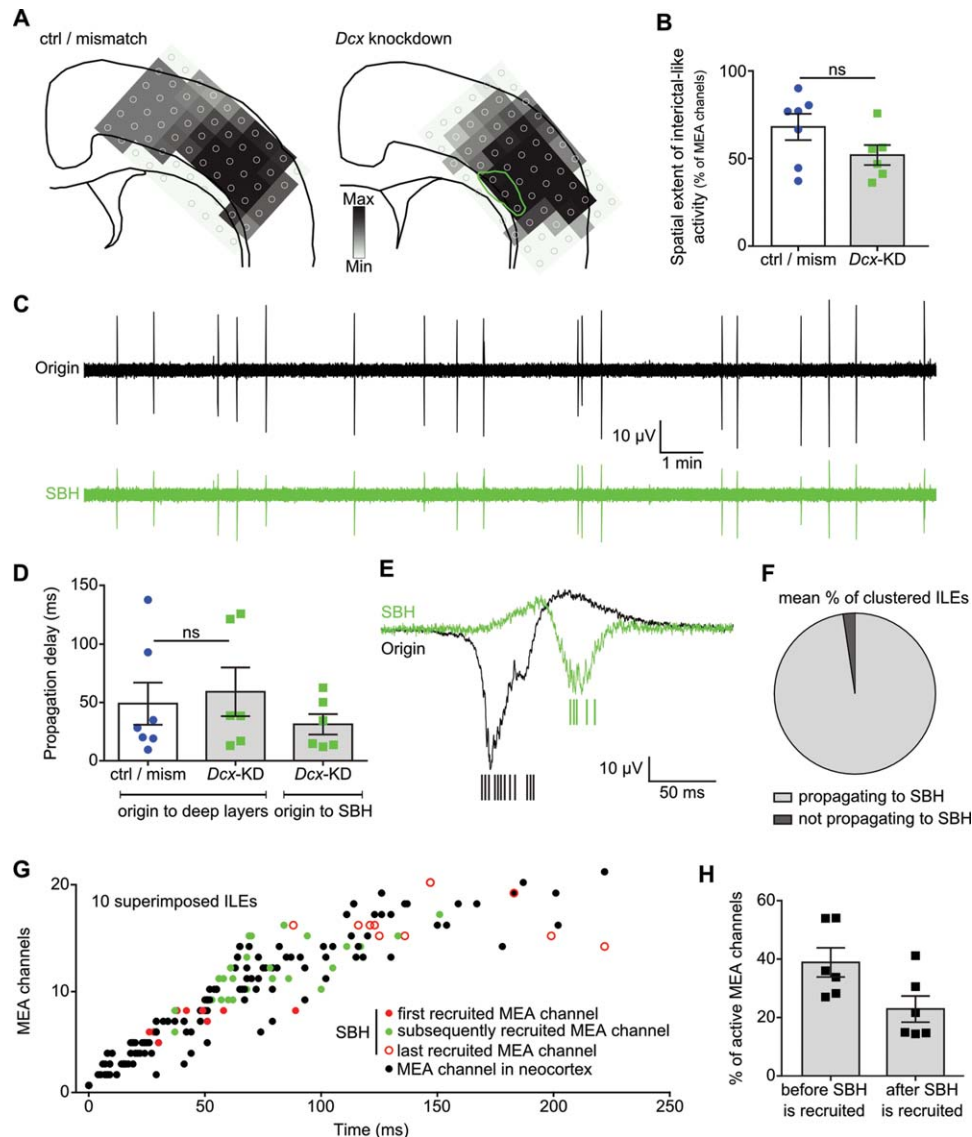 A
ctrl / mismatch
Dcx knockdown
Max
Min
B
Spatial extent of interictal-like
activity (% of MEA channels)
100
50
0
ns
ctrl / mism
Dcx-KD
C
Origin
10 µV
1 min
SBH
D
Propagation delay (ms)
150
100
50
0
ns
ctrl / mism
Dcx-KD
Dcx-KD
origin to deep layers
origin to SBH
E
SBH
Origin
10 µV
50 ms
F
mean % of clustered ILEs
propagating to SBH
not propagating to SBH
G
10 superimposed ILEs
MEA channels
20
10
0
SBH
first recruited MEA channel
subsequently recruited MEA channel
last recruited MEA channel
MEA channel in neocortex
0
50
100
150
200
250
Time (ms)
H
% of active MEA channels
60
40
20
0
before SBH
is recruited
after SBH
is recruited